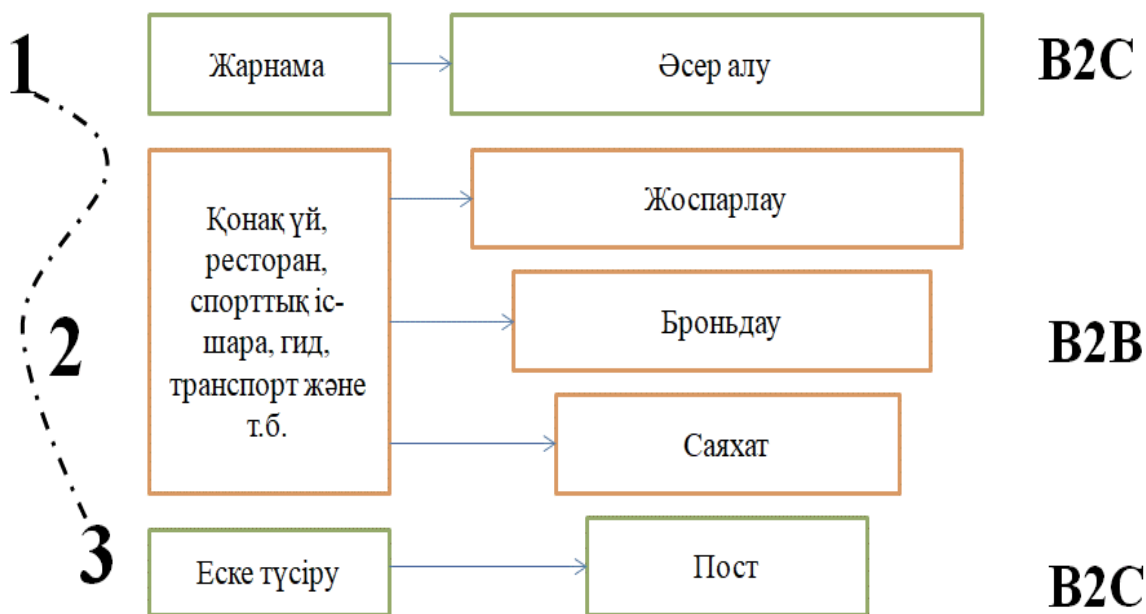 1
Жарнама
Әсер алу
B2C
2
Қонақ үй,
ресторан,
спорттық іс-
шара, гид,
транспорт және
т.б.
Жоспарлау
Броньдау
Саяхат
B2B
3
Еске түсіру
Пост
B2C